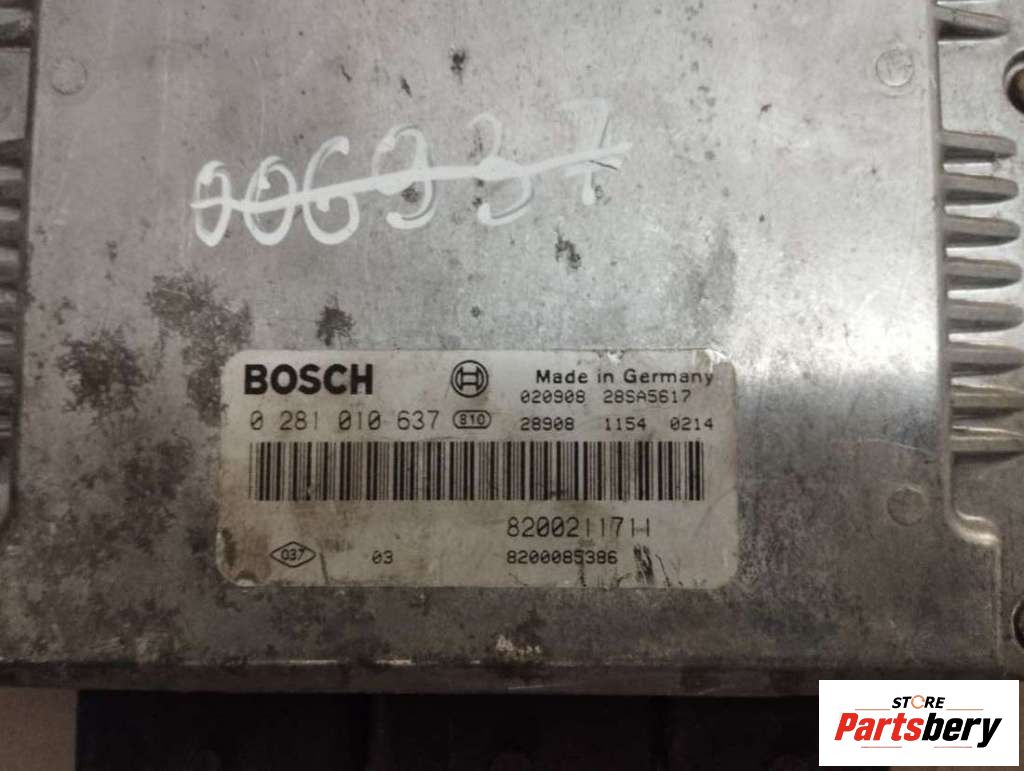 006937
BOSCH
Made in Germany
020908 28SA5617
0 281 010 637 810
28908 1154 0214
8200211711
037 03 8200085386
STORE
Partsbery